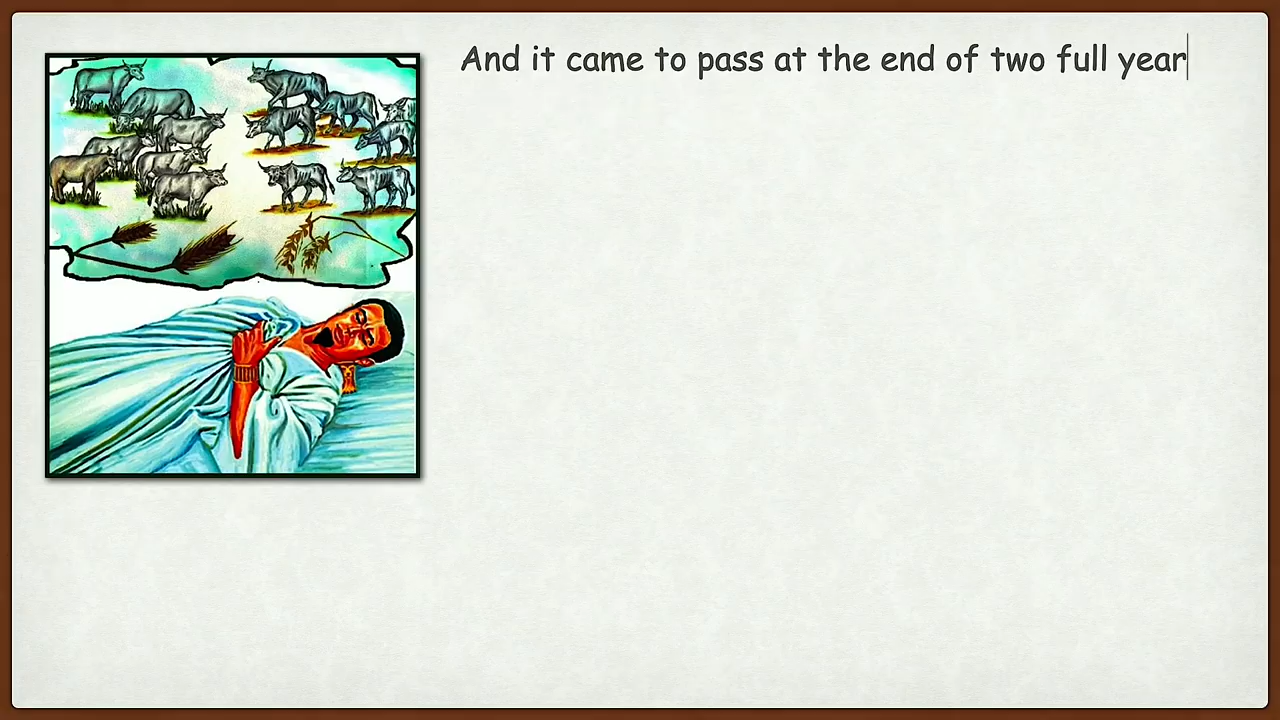 And it came to pass at the end of two full year